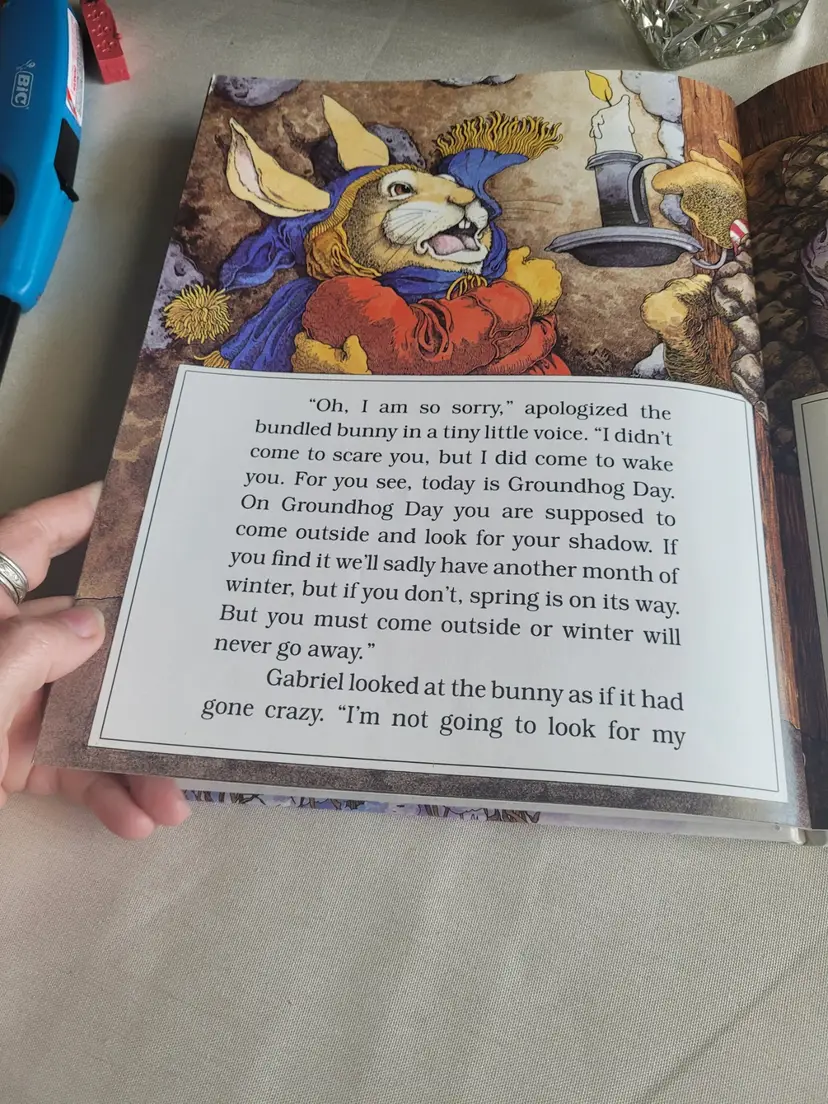 BIC
“Oh, I am so sorry,” apologized the
bundled bunny in a tiny little voice. “I didn’t
come to scare you, but I did come to wake
you. For you see, today is Groundhog Day.
On Groundhog Day you are supposed to
come outside and look for your shadow. If
you find it we’ll sadly have another month of
winter, but if you don’t, spring is on its way.
But you must come outside or winter will
never go away.”
Gabriel looked at the bunny as if it had
gone crazy. “I’m not going to look for my